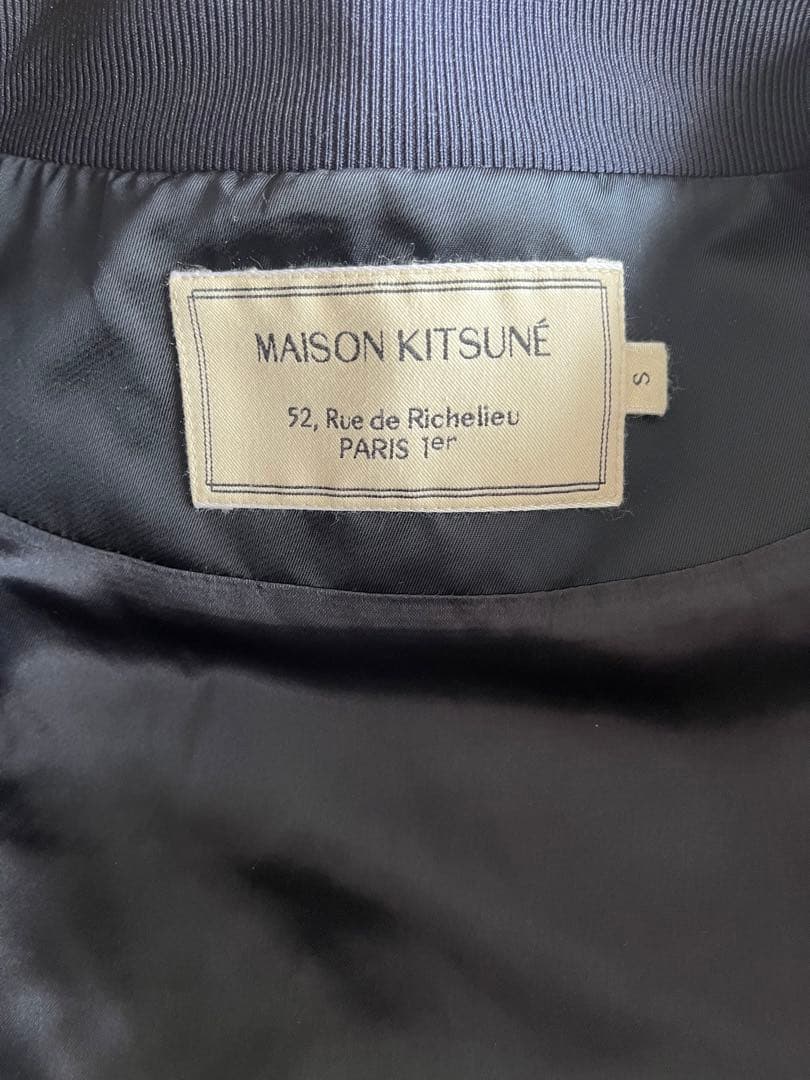 MAISON KITSUNÉ
52, Rue de Richelieu
PARIS 1er
S